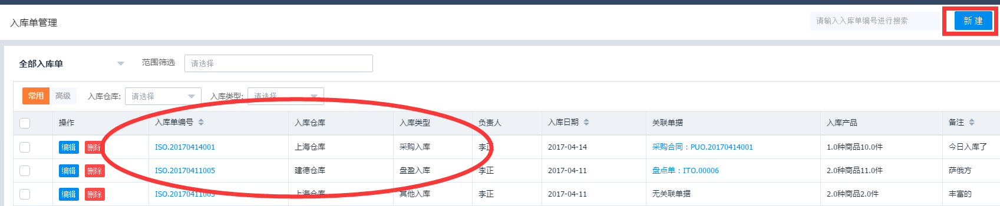 入库单管理 请输入入库单编号进行搜索 新 建
全部入库单 范围筛选 请选择
常用 高级 入库仓库: 请选择 入库类型: 请选择
操作 入库单编号 入库仓库 入库类型 负责人 入库日期 关联单据 入库产品 备注
编辑 删除 ISO.20170414001 上海仓库 采购入库 李正 2017-04-14 采购合同：PUO.20170414001 1.0种商品10.0件 今日入库了
编辑 删除 ISO.20170411005 建德仓库 盘盈入库 李正 2017-04-11 盘点单：ITO.00006 2.0种商品11.0件 萨俄方
编辑 删除 ISO.20170411003 上海仓库 其他入库 李正 2017-04-11 无关联单据 2.0种商品2.0件 丰富的